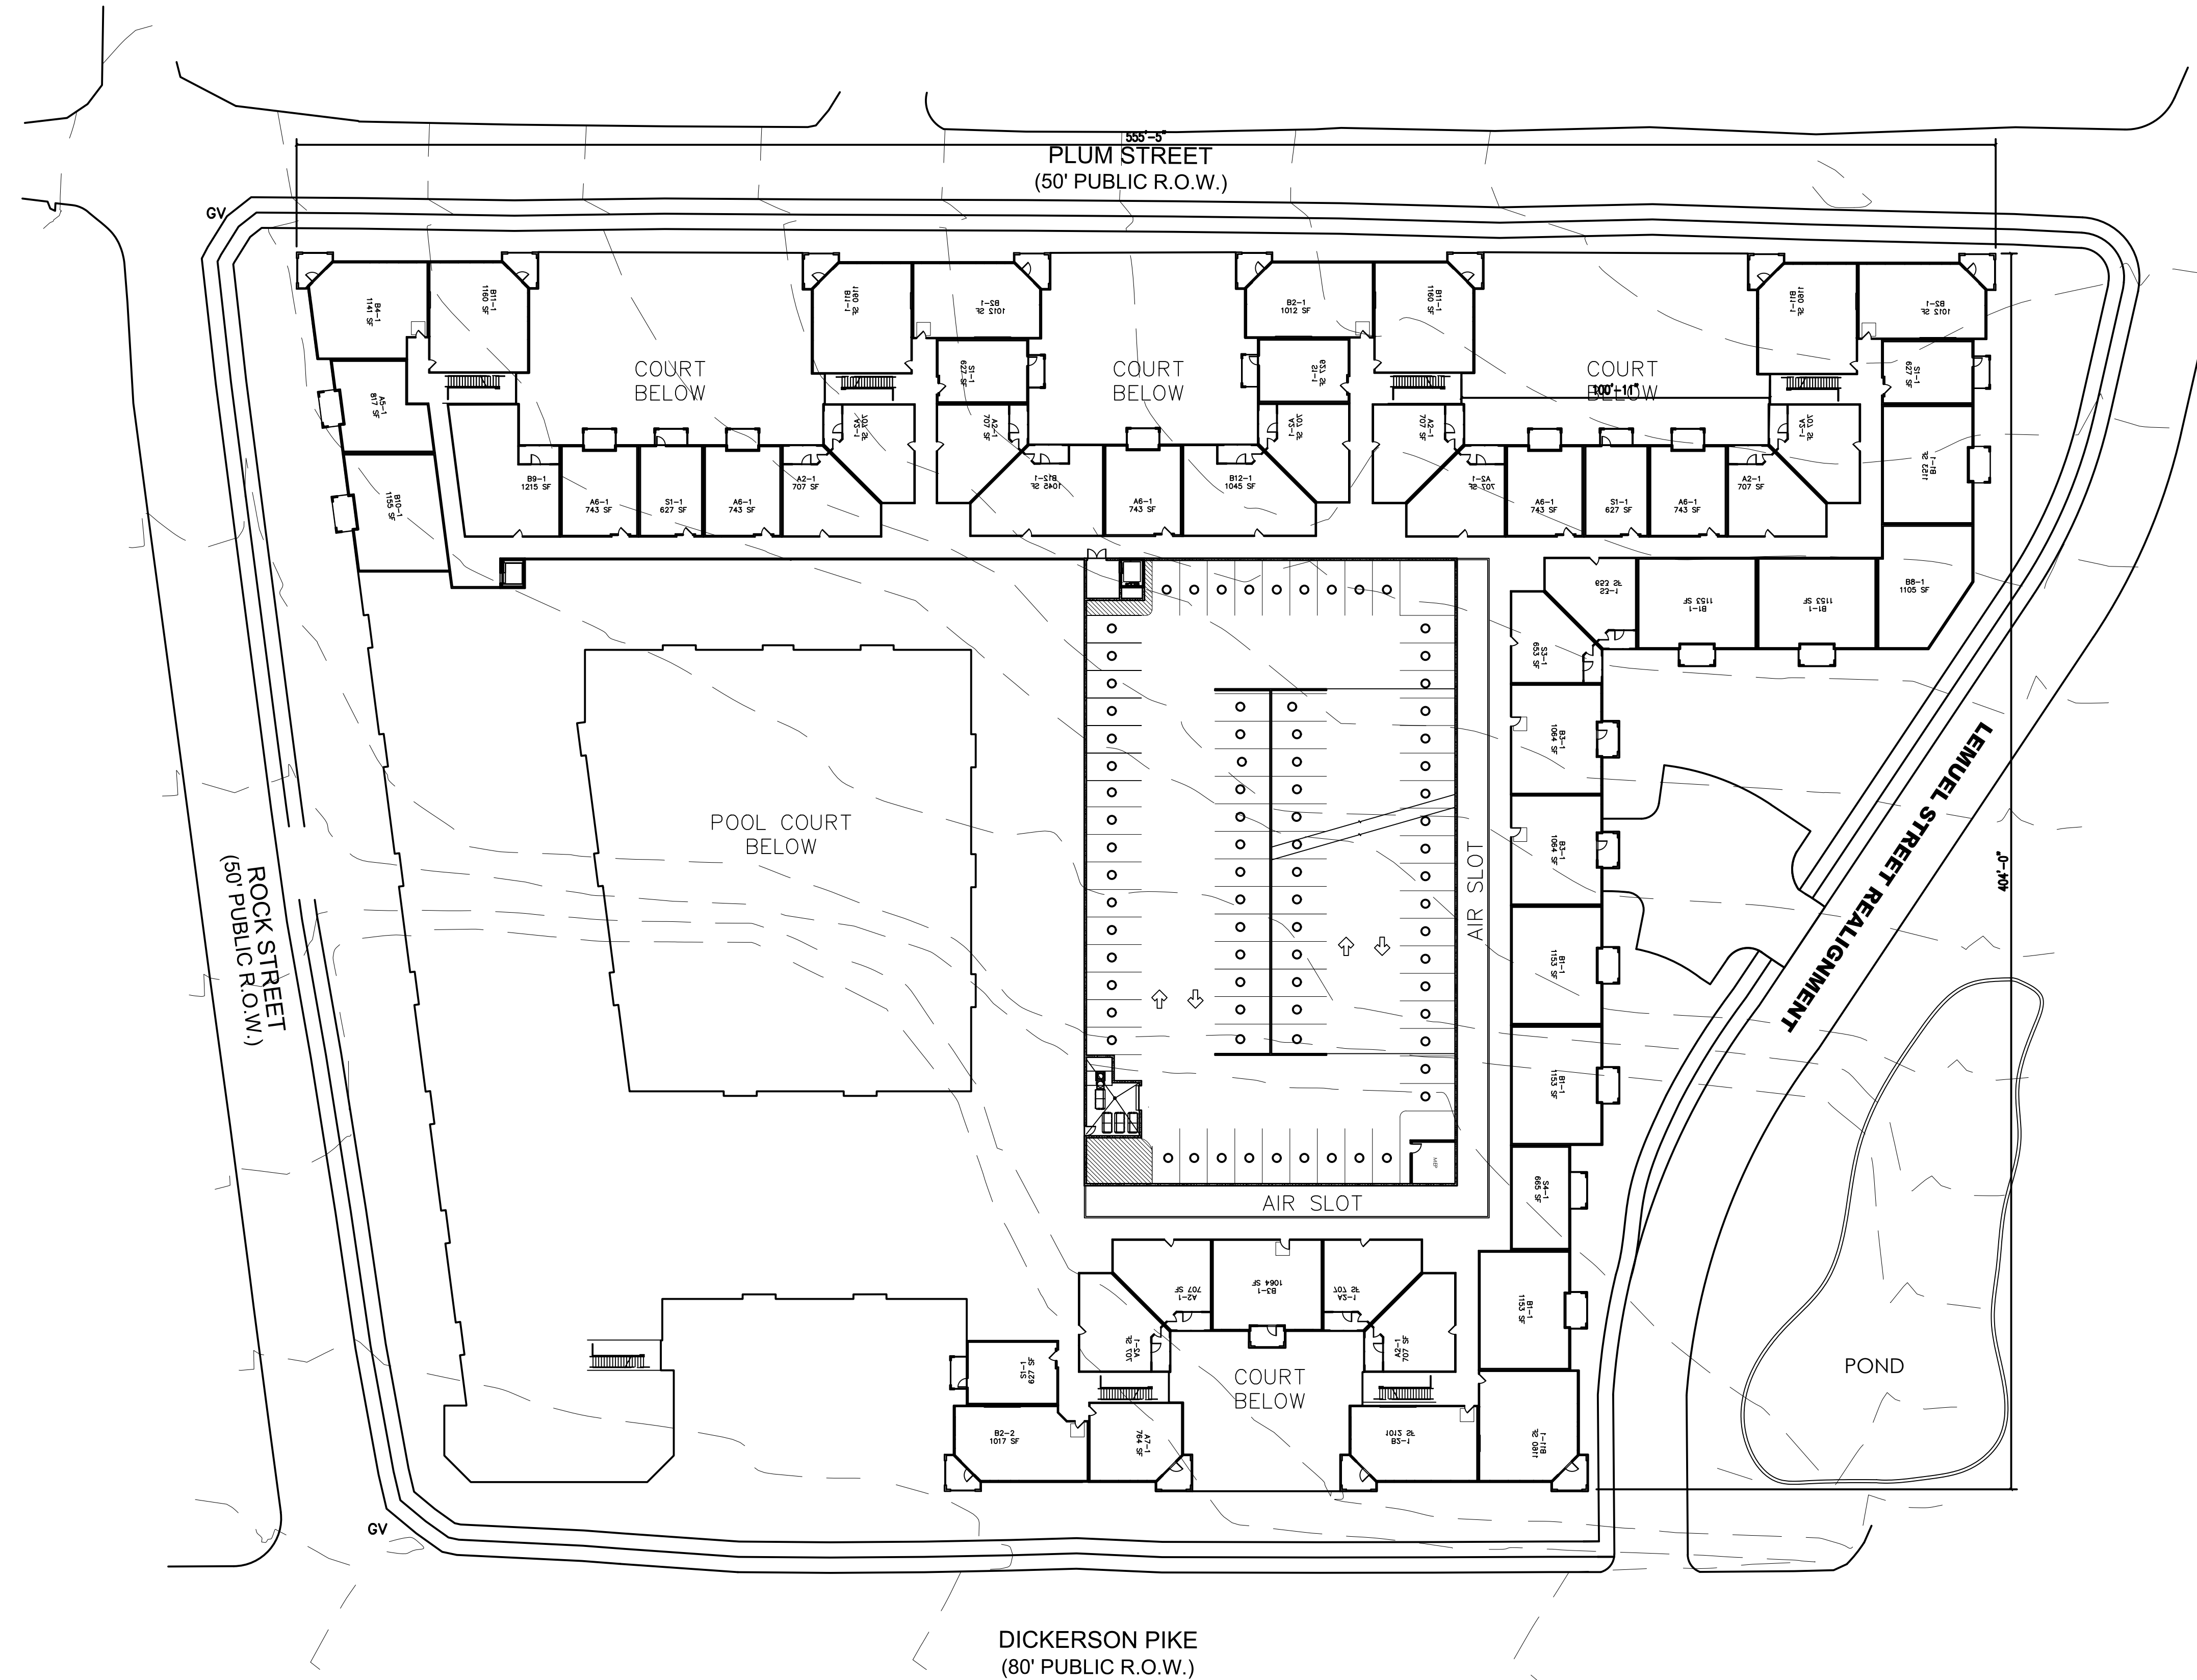 555'-5"
PLUM STREET
(50' PUBLIC R.O.W.)
GV
B4-1
1141 SF
B11-1
1160 SF
B11-1
1160 SF
B2-1
1012 SF
B2-1
1012 SF
B11-1
1160 SF
B11-1
1160 SF
B2-1
1012 SF
A5-1
817 SF
COURT
BELOW
S1-1
627 SF
COURT
BELOW
S1-1
627 SF
COURT
BELOW
100'-11"
S1-1
627 SF
A2-1
707 SF
A2-1
707 SF
A2-1
707 SF
A2-1
707 SF
A2-1
707 SF
B10-1
1155 SF
B9-1
1215 SF
A6-1
743 SF
S1-1
627 SF
A6-1
743 SF
A2-1
707 SF
B12-1
1045 SF
A6-1
743 SF
B12-1
1045 SF
A2-1
707 SF
A6-1
743 SF
S1-1
627 SF
A6-1
743 SF
A2-1
707 SF
B1-1
1153 SF
S3-1
653 SF
B1-1
1153 SF
B1-1
1153 SF
B8-1
1105 SF
S3-1
653 SF
B3-1
1064 SF
B3-1
1064 SF
B1-1
1153 SF
B1-1
1153 SF
S4-1
665 SF
B1-1
1153 SF
POOL COURT
BELOW
AIR SLOT
LEMUEL STREET REALIGNMENT
404'-0"
ROCK STREET
(50' PUBLIC R.O.W.)
MEP
AIR SLOT
A2-1
707 SF
B3-1
1064 SF
A2-1
707 SF
A2-1
707 SF
A2-1
707 SF
S1-1
627 SF
COURT
BELOW
POND
B2-2
1017 SF
A7-1
764 SF
B2-1
1012 SF
B11-1
1160 SF
GV
DICKERSON PIKE
(80' PUBLIC R.O.W.)